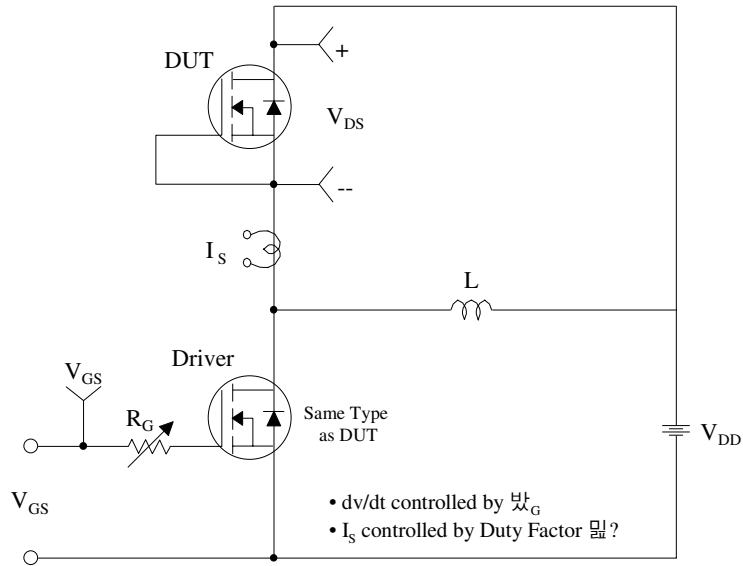 DUT
+
VDS
--
IS
L
Driver
VGS
RG
Same Type
as DUT
VDD
VGS
• dv/dt controlled by 밨G
• IS controlled by Duty Factor 밆?